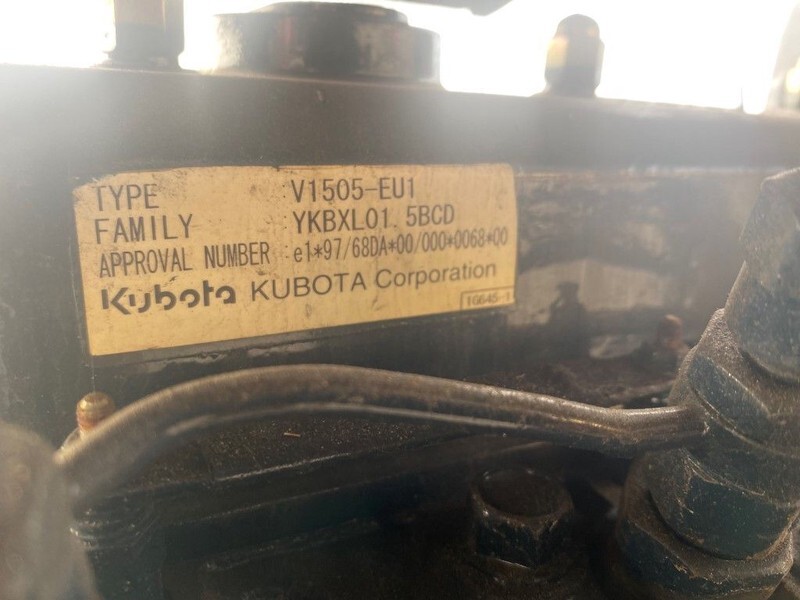 TYPE :V1505-EU1
FAMILY :YKBXL01.5BCD
APPROVAL NUMBER :e1*97/68DA*00/000*0068*00
Kubota KUBOTA Corporation
1G645-1